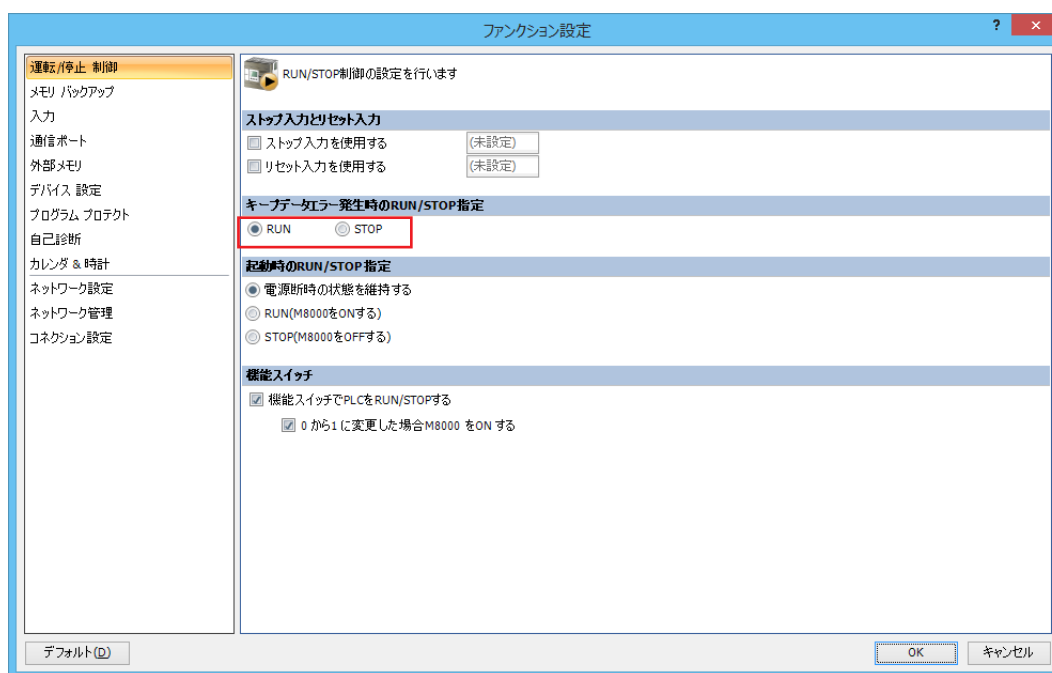 ファンクション設定
? ×
運転/停止 制御
メモリ バックアップ
入力
通信ポート
外部メモリ
デバイス 設定
プログラム プロテクト
自己診断
カレンダ & 時計
ネットワーク設定
ネットワーク管理
コネクション設定
RUN/STOP制御の設定を行います
ストップ入力とリセット入力
ストップ入力を使用する (未設定)
リセット入力を使用する (未設定)
キープデータエラー発生時のRUN/STOP指定
RUN STOP
起動時のRUN/STOP指定
電源断時の状態を維持する
RUN(M8000をONする)
STOP(M8000をOFFする)
機能スイッチ
機能スイッチでPLCをRUN/STOPする
0 から1 に変更した場合M8000 をON する
デフォルト(D)
OK キャンセル